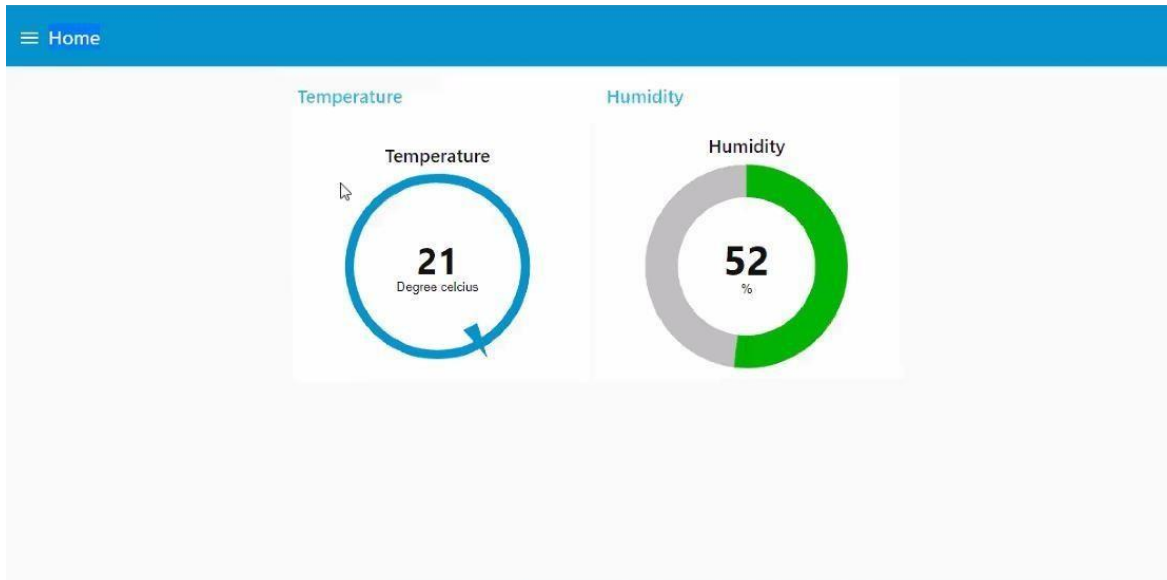 Home
Temperature
Humidity
Temperature
21
Degree celcius
Humidity
52
%